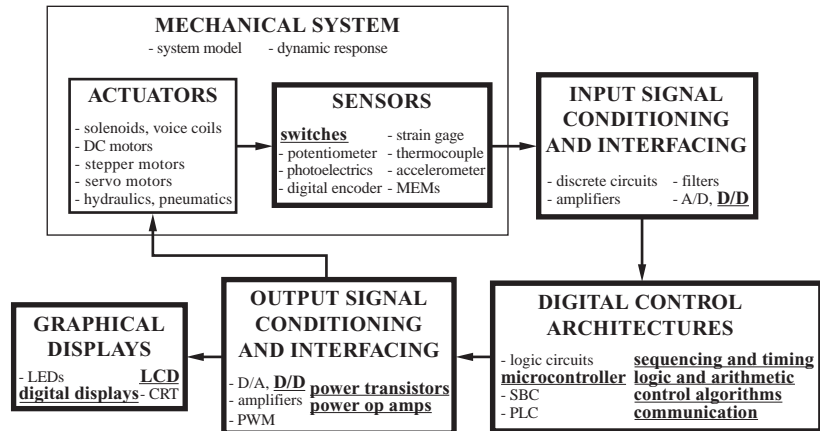 MECHANICAL SYSTEM
- system model - dynamic response
ACTUATORS
- solenoids, voice coils
- DC motors
- stepper motors
- servo motors
- hydraulics, pneumatics
SENSORS
switches - strain gage
- potentiometer - thermocouple
- photoelectrics - accelerometer
- digital encoder - MEMs
INPUT SIGNAL
CONDITIONING
AND INTERFACING
- discrete circuits - filters
- amplifiers - A/D, D/D
GRAPHICAL
DISPLAYS
- LEDs LCD
digital displays - CRT
OUTPUT SIGNAL
CONDITIONING
AND INTERFACING
- D/A, D/D power transistors
- amplifiers power op amps
- PWM
DIGITAL CONTROL
ARCHITECTURES
- logic circuits sequencing and timing
microcontroller logic and arithmetic
- SBC control algorithms
- PLC communication